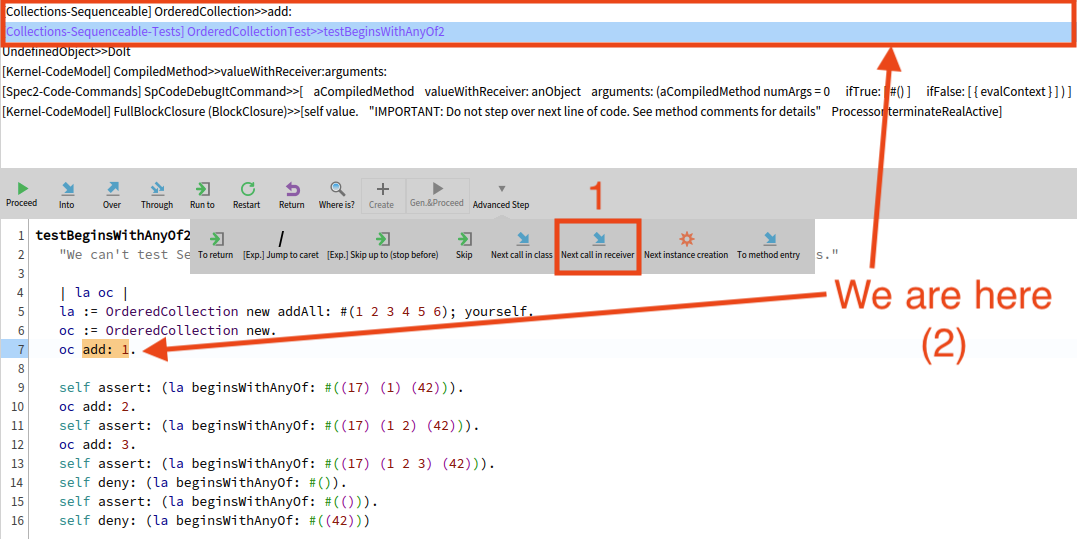 Collections-Sequenceable] OrderedCollection>>add:
Collections-Sequenceable-Tests] OrderedCollectionTest>>testBeginsWithAnyOf2
UndefinedObject>>DoIt
[Kernel-CodeModel] CompiledMethod>>valueWithReceiver:arguments:
[Spec2-Code-Commands] SpCodeDebugItCommand>>[ aCompiledMethod valueWithReceiver: anObject arguments: (aCompiledMethod numArgs = 0 ifTrue: [ #() ] ifFalse: [ { evalContext } ] ) ]
[Kernel-CodeModel] FullBlockClosure (BlockClosure)>>[self value. "IMPORTANT: Do not step over next line of code. See method comments for details" Processor terminateRealActive]
Proceed Into Over Through Run to Restart Return Where is? Create Gen.&Proceed Advanced Step
1
To return [Exp.] Jump to caret [Exp.] Skip up to (stop before) Skip Next call in class Next call in receiver Next instance creation To method entry
We are here
(2)
1 testBeginsWithAnyOf2
2 "We can't test Se s."
3
4 | la oc |
5 la := OrderedCollection new addAll: #(1 2 3 4 5 6); yourself.
6 oc := OrderedCollection new.
7 oc add: 1.
8
9 self assert: (la beginsWithAnyOf: #((17) (1) (42))).
10 oc add: 2.
11 self assert: (la beginsWithAnyOf: #((17) (1 2) (42))).
12 oc add: 3.
13 self assert: (la beginsWithAnyOf: #((17) (1 2 3) (42))).
14 self deny: (la beginsWithAnyOf: #()).
15 self assert: (la beginsWithAnyOf: #(())).
16 self deny: (la beginsWithAnyOf: #((42)))